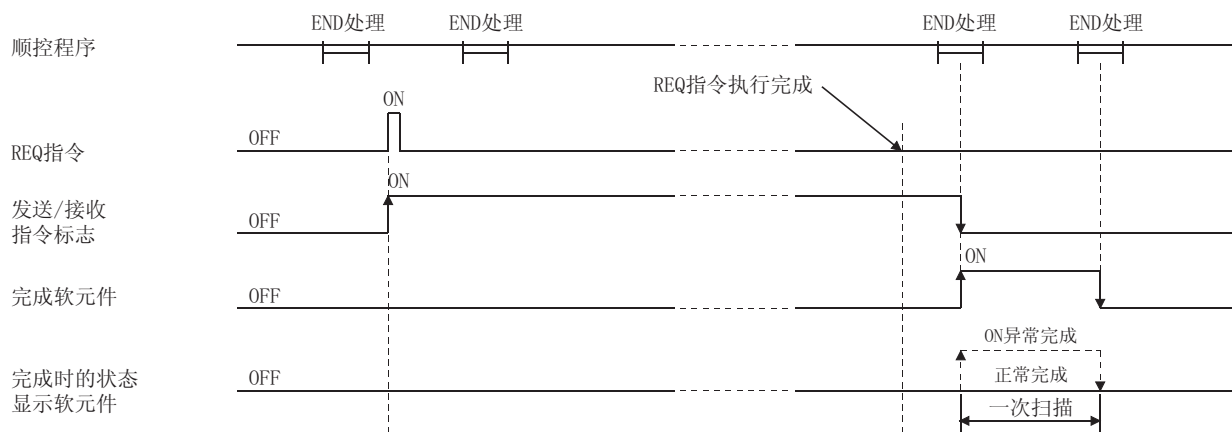 END处理
END处理
END处理
END处理
顺控程序
REQ指令执行完成
ON
OFF
REQ指令
ON
发送/接收
指令标志
OFF
ON
完成软元件
OFF
ON异常完成
完成时的状态
显示软元件
OFF
正常完成
一次扫描